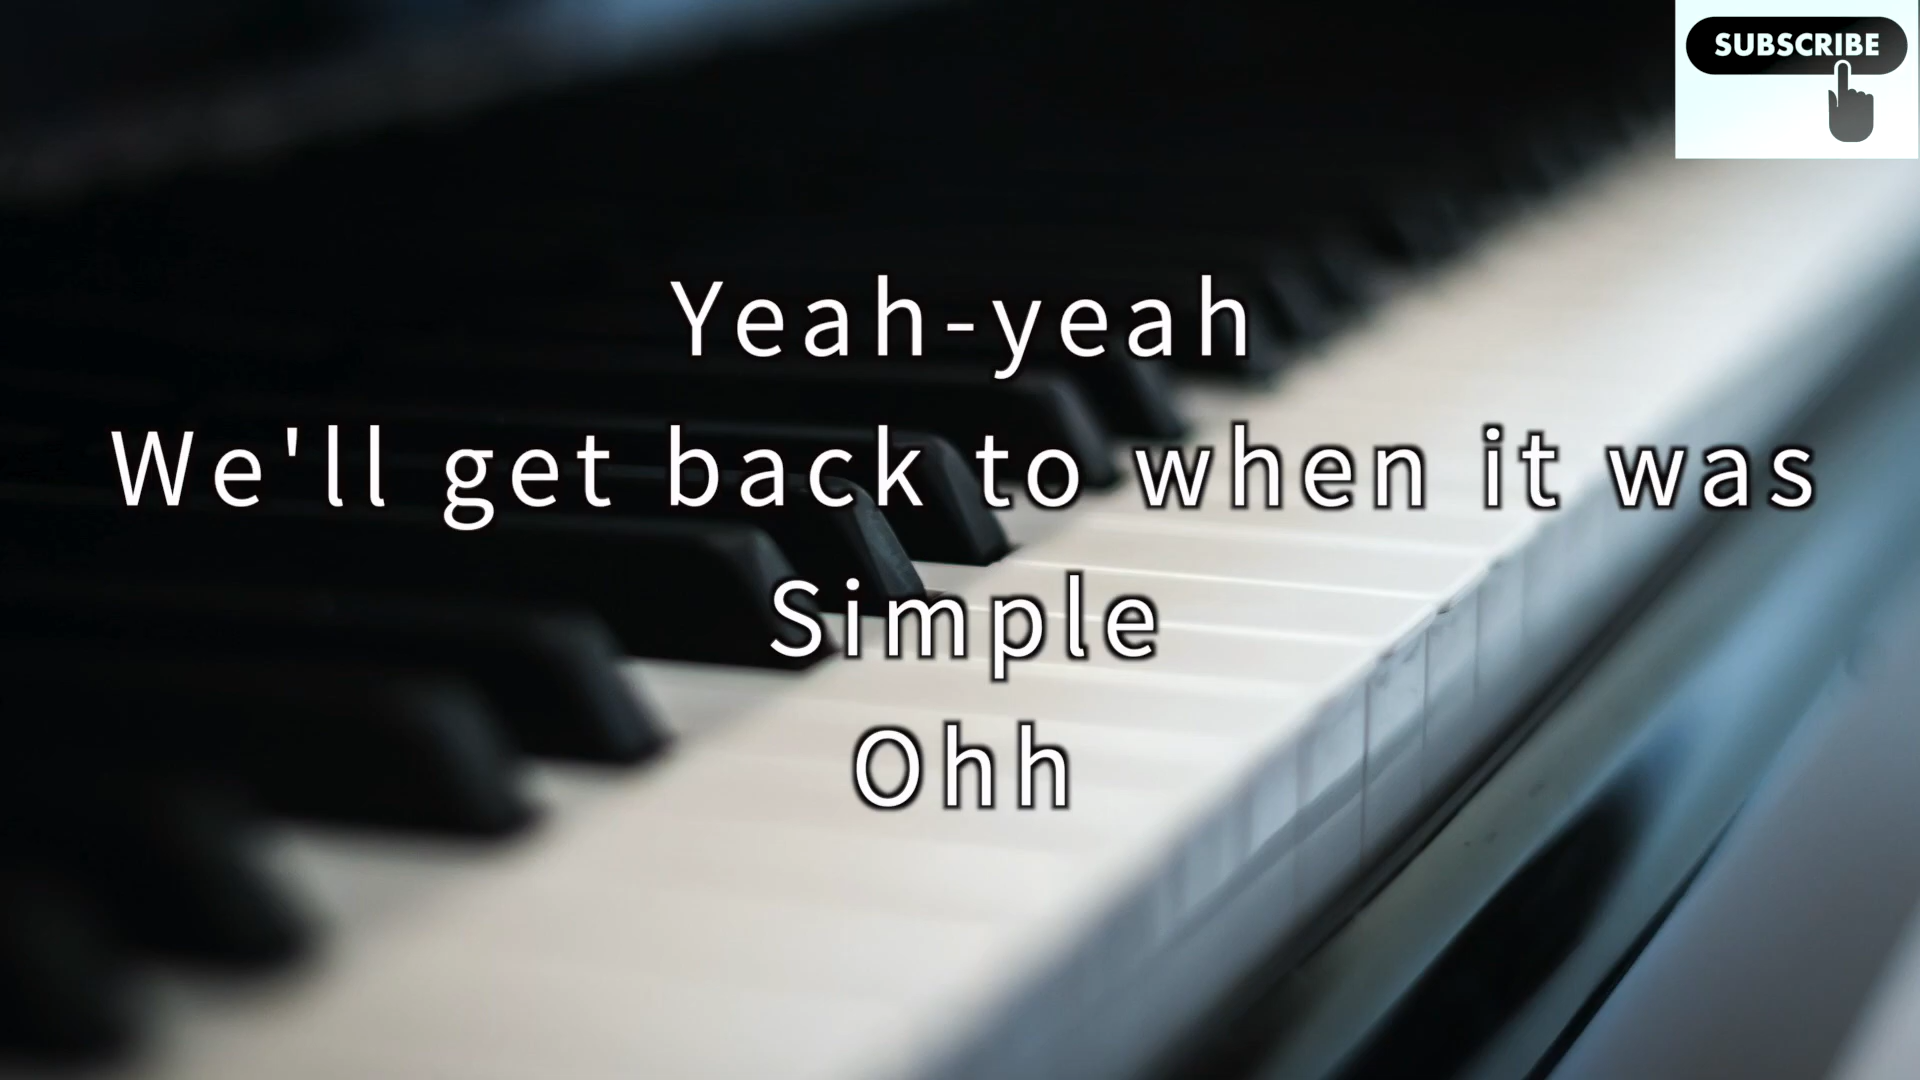 SUBSCRIBE
Yeah-yeah
We'll get back to when it was
Simple
Ohh